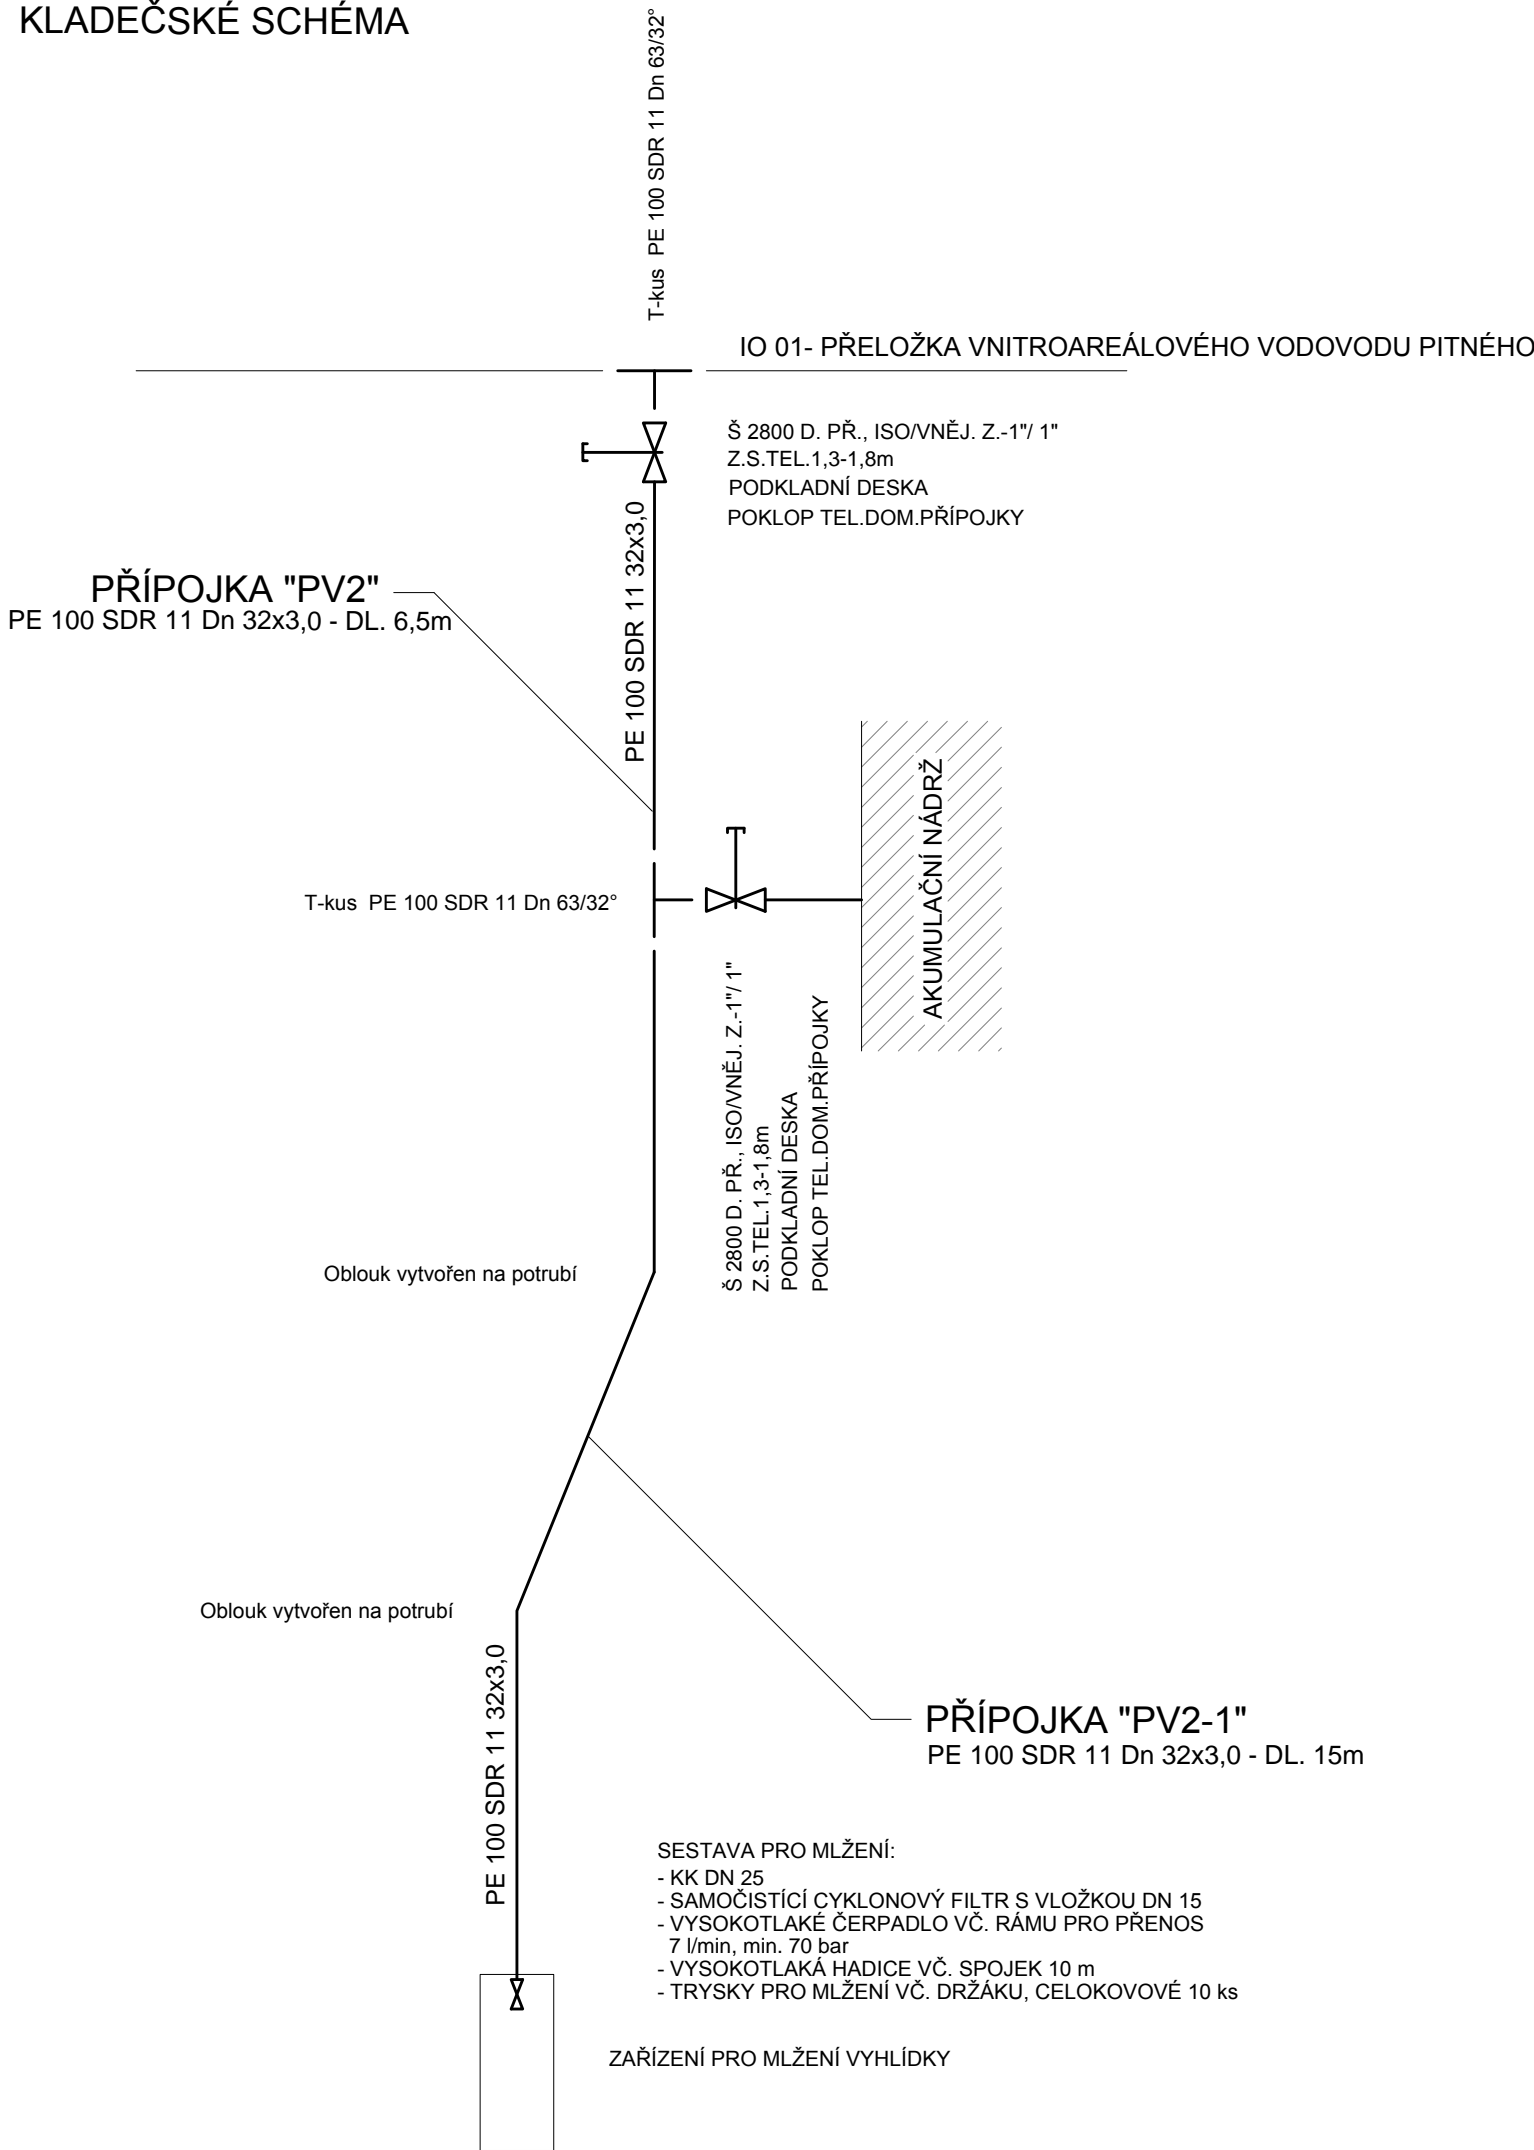 KLADEČSKÉ SCHÉMA
T-kus  PE 100 SDR 11 Dn 63/32°
IO 01- PŘELOŽKA VNITROAREÁLOVÉHO VODOVODU PITNÉHO
Š 2800 D. PŘ., ISO/VNĚJ. Z.-1"/ 1"
Z.S.TEL.1,3-1,8m
PODKLADNÍ DESKA
POKLOP TEL.DOM.PŘÍPOJKY
PE 100 SDR 11 32x3,0
PŘÍPOJKA "PV2"
PE 100 SDR 11 Dn 32x3,0 - DL. 6,5m
AKUMULAČNÍ NÁDRŽ
T-kus  PE 100 SDR 11 Dn 63/32°
Š 2800 D. PŘ., ISO/VNĚJ. Z.-1"/ 1"
Z.S.TEL.1,3-1,8m
PODKLADNÍ DESKA
POKLOP TEL.DOM.PŘÍPOJKY
Oblouk vytvořen na potrubí
Oblouk vytvořen na potrubí
PE 100 SDR 11 32x3,0
PŘÍPOJKA "PV2-1"
PE 100 SDR 11 Dn 32x3,0 - DL. 15m
SESTAVA PRO MLŽENÍ:
- KK DN 25
- SAMOČISTÍCÍ CYKLONOVÝ FILTR S VLOŽKOU DN 15
- VYSOKOTLAKÉ ČERPADLO VČ. RÁMU PRO PŘENOS
7 l/min, min. 70 bar
- VYSOKOTLAKÁ HADICE VČ. SPOJEK 10 m
- TRYSKY PRO MLŽENÍ VČ. DRŽÁKU, CELOKOVOVÉ 10 ks
ZAŘÍZENÍ PRO MLŽENÍ VYHLÍDKY